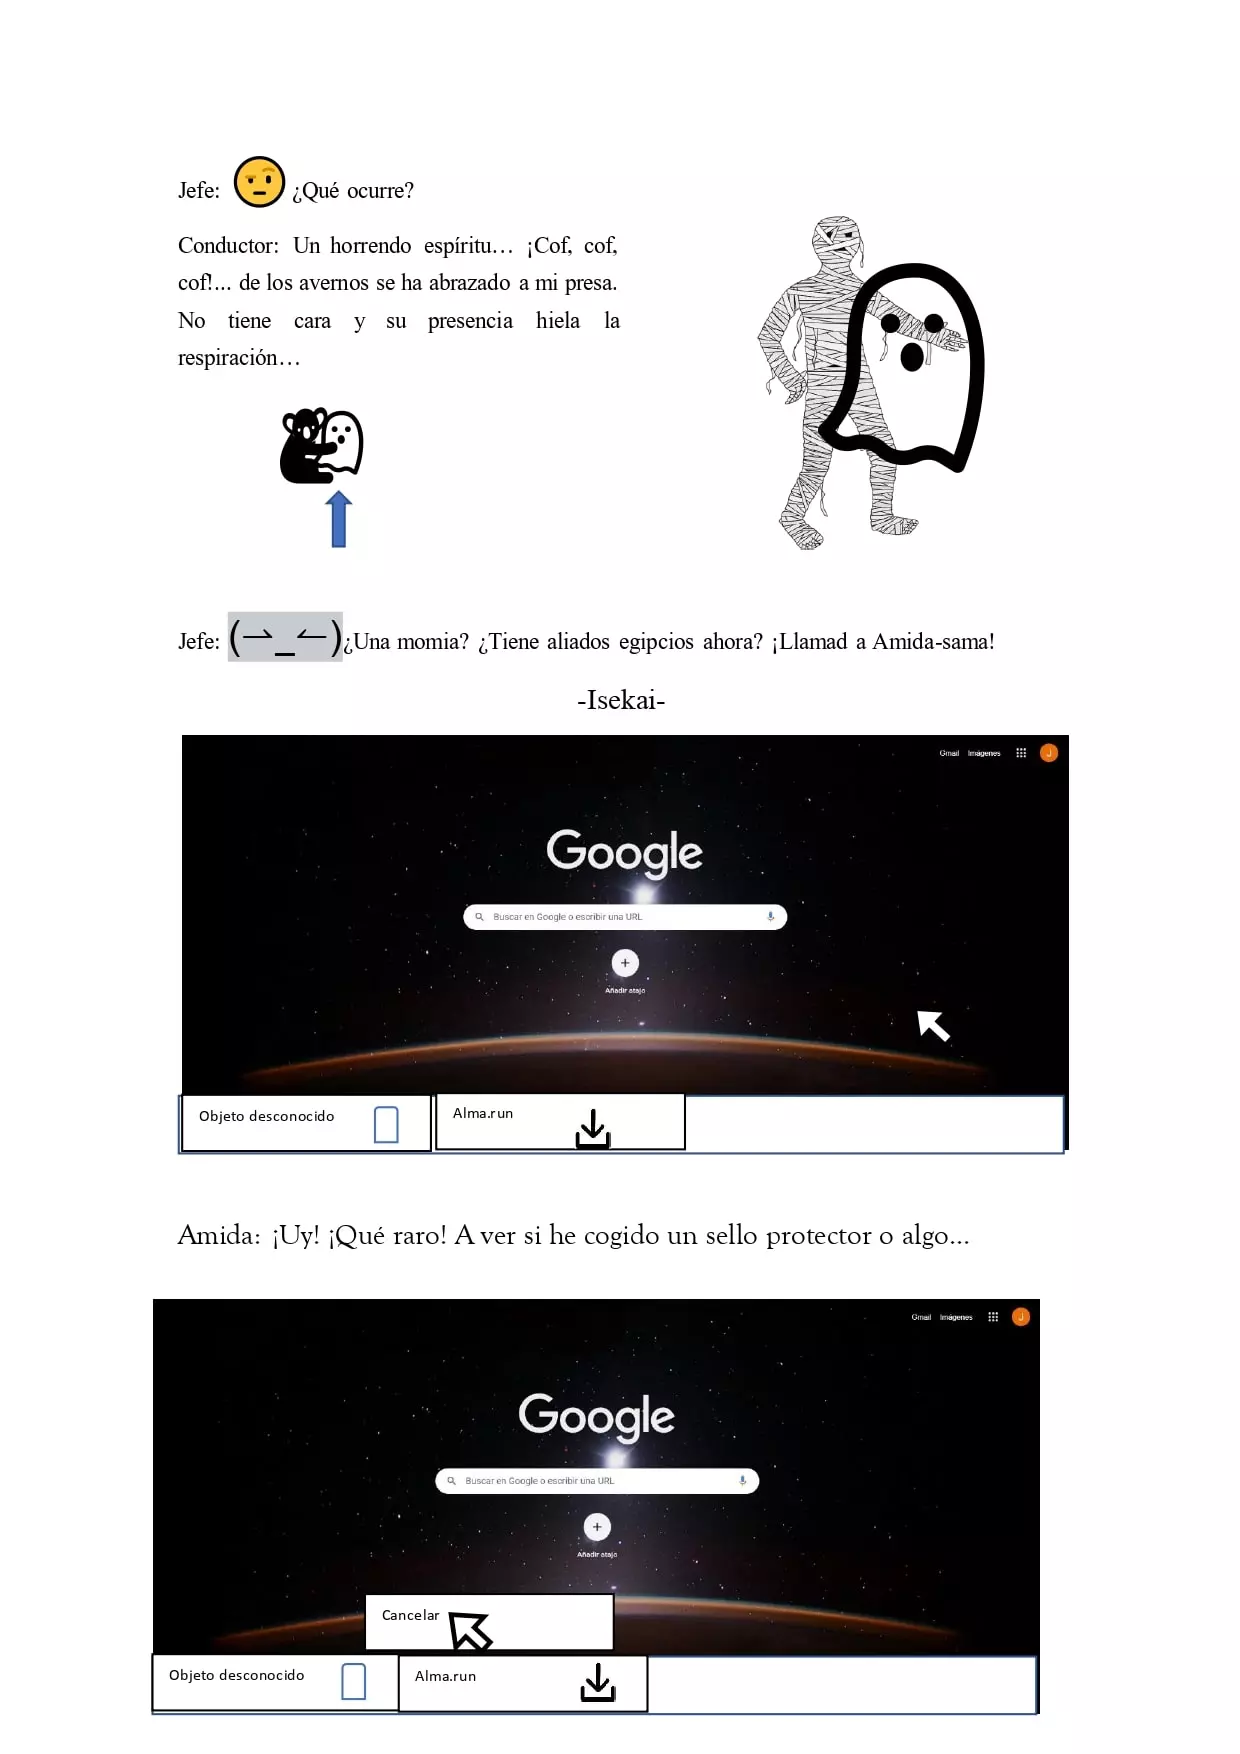 Jefe: ¿Qué ocurre?
Conductor: Un horrendo espíritu… ¡Cof, cof,
cof!... de los avernos se ha abrazado a mi presa.
No tiene cara y su presencia hiela la
respiración…
Jefe: (→_←)¿Una momia? ¿Tiene aliados egipcios ahora? ¡Llamad a Amida-sama!
-Isekai-
Gmail Imágenes J
Google
Buscar en Google o escribir una URL
Añadir atajo
Objeto desconocido
Alma.run
Amida: ¡Uy! ¡Qué raro! A ver si he cogido un sello protector o algo...
Gmail Imágenes J
Google
Buscar en Google o escribir una URL
Añadir atajo
Cancelar
Objeto desconocido
Alma.run